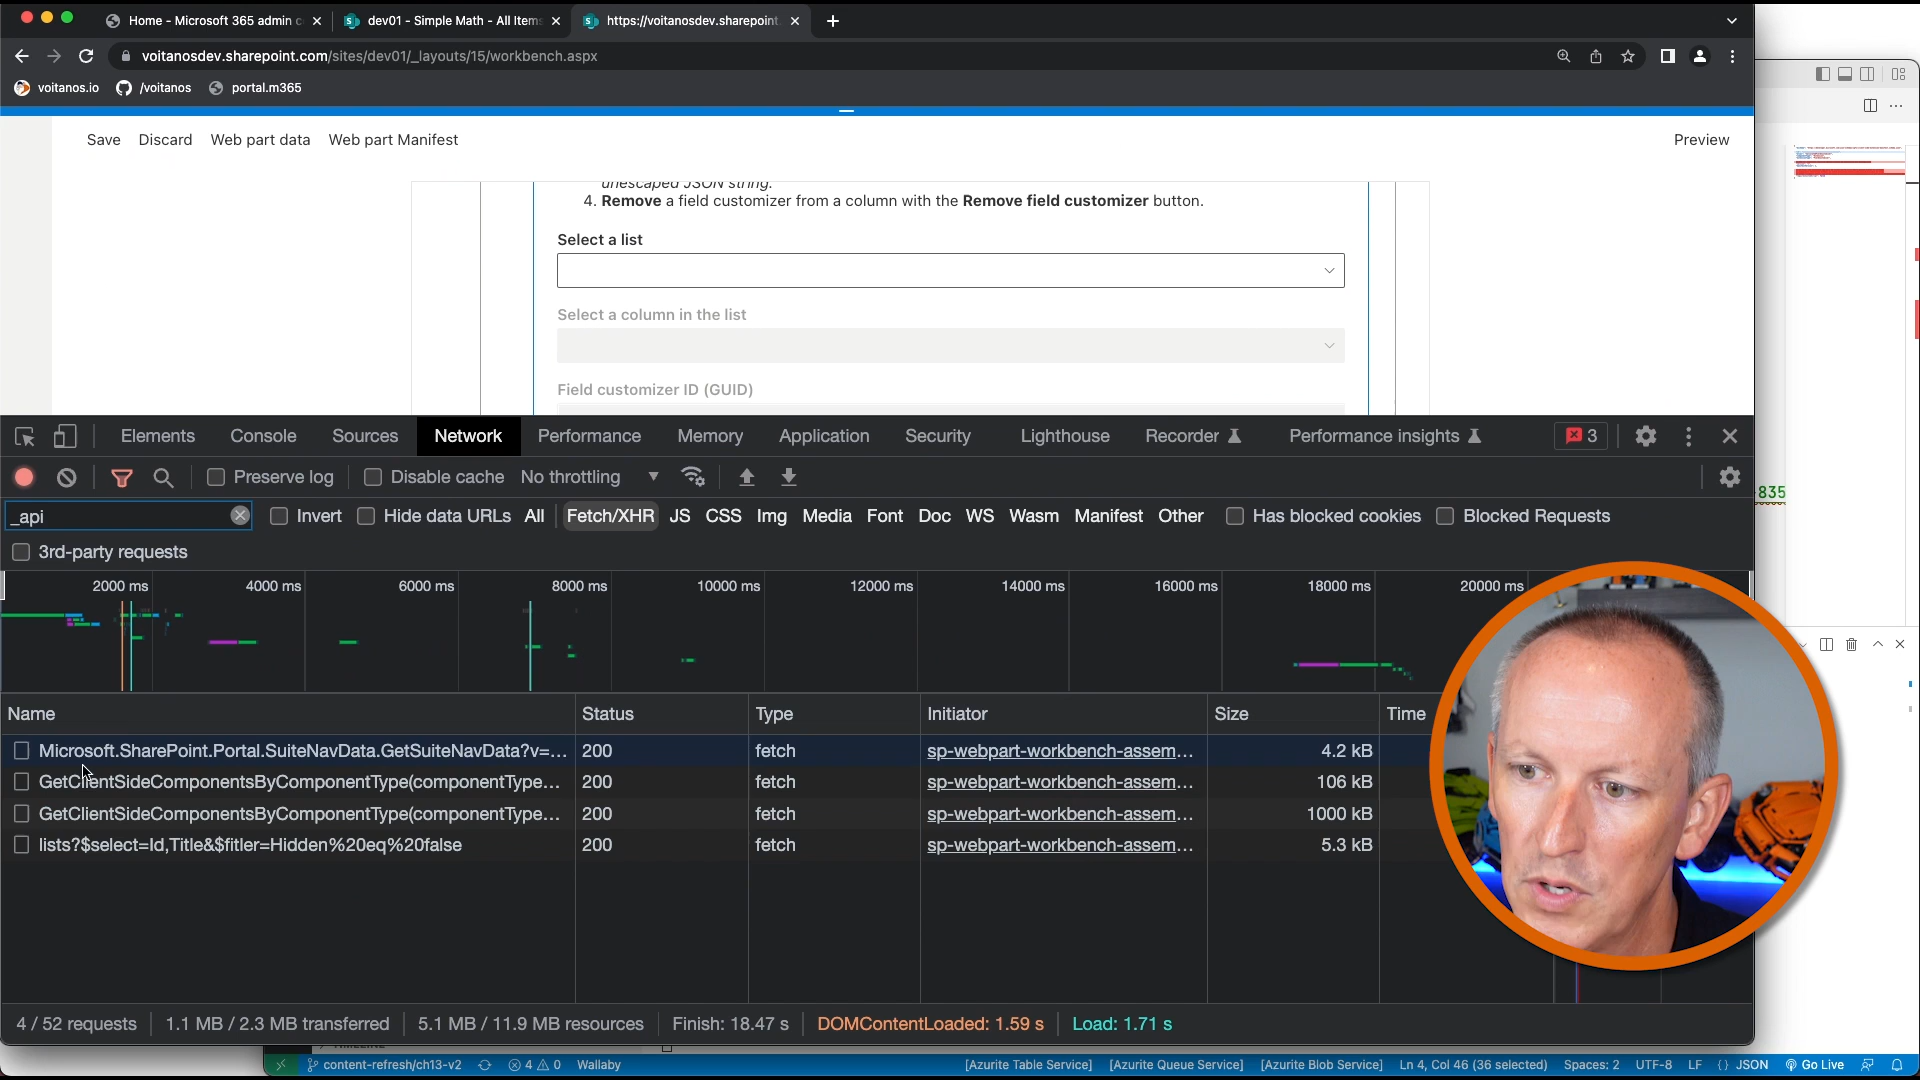 Home - Microsoft 365 admin c
dev01 - Simple Math - All Items
https://voitanosdev.sharepoint.
voitanosdev.sharepoint.com/sites/dev01/_layouts/15/workbench.aspx
voitanos.io
/voitanos
portal.m365
Save
Discard
Web part data
Web part Manifest
Preview
unescaped JSON string.
4. Remove a field customizer from a column with the Remove field customizer button.
Select a list
Select a column in the list
Field customizer ID (GUID)
Elements
Console
Sources
Network
Performance
Memory
Application
Security
Lighthouse
Recorder
Performance insights
3
Preserve log
Disable cache
No throttling
-835
_api
Invert
Hide data URLs
All
Fetch/XHR
JS
CSS
Img
Media
Font
Doc
WS
Wasm
Manifest
Other
Has blocked cookies
Blocked Requests
3rd-party requests
2000 ms
4000 ms
6000 ms
8000 ms
10000 ms
12000 ms
14000 ms
16000 ms
18000 ms
20000 ms
Name
Status
Type
Initiator
Size
Time
Microsoft.SharePoint.Portal.SuiteNavData.GetSuiteNavData?v=...
200
fetch
sp-webpart-workbench-assem...
4.2 kB
GetClientSideComponentsByComponentType(componentType...
200
fetch
sp-webpart-workbench-assem...
106 kB
GetClientSideComponentsByComponentType(componentType...
200
fetch
sp-webpart-workbench-assem...
1000 kB
lists?$select=Id,Title&$fitler=Hidden%20eq%20false
200
fetch
sp-webpart-workbench-assem...
5.3 kB
4 / 52 requests
1.1 MB / 2.3 MB transferred
5.1 MB / 11.9 MB resources
Finish: 18.47 s
DOMContentLoaded: 1.59 s
Load: 1.71 s
content-refresh/ch13-v2
4
0
Wallaby
[Azurite Table Service]
[Azurite Queue Service]
[Azurite Blob Service]
Ln 4, Col 46 (36 selected)
Spaces: 2
UTF-8
LF
{ } JSON
Go Live